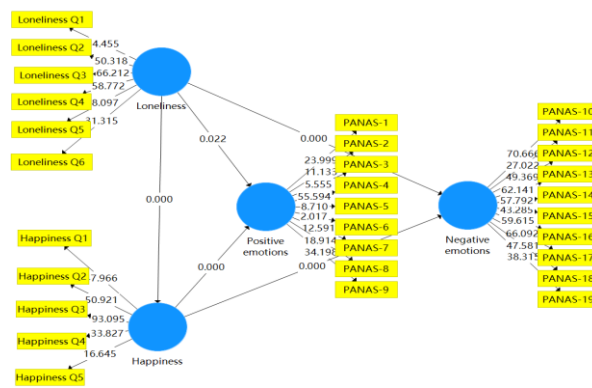 Loneliness Q1
Loneliness Q2
Loneliness Q3
Loneliness Q4
Loneliness Q5
Loneliness Q6
4.455
50.318
66.212
58.772
8.097
31.315
Loneliness
0.022
0.000
0.000
PANAS-1
PANAS-2
PANAS-3
PANAS-4
PANAS-5
PANAS-6
PANAS-7
PANAS-8
PANAS-9
23.999
11.133
5.555
55.594
8.710
2.017
12.591
18.914
34.198
Positive
emotions
0.000
0.000
PANAS-10
PANAS-11
PANAS-12
PANAS-13
PANAS-14
PANAS-15
PANAS-16
PANAS-17
PANAS-18
PANAS-19
70.666
27.022
49.369
62.141
57.792
43.285
59.615
66.092
47.581
38.315
Negative
emotions
Happiness Q1
Happiness Q2
Happiness Q3
Happiness Q4
Happiness Q5
7.966
50.921
93.095
33.827
16.645
Happiness